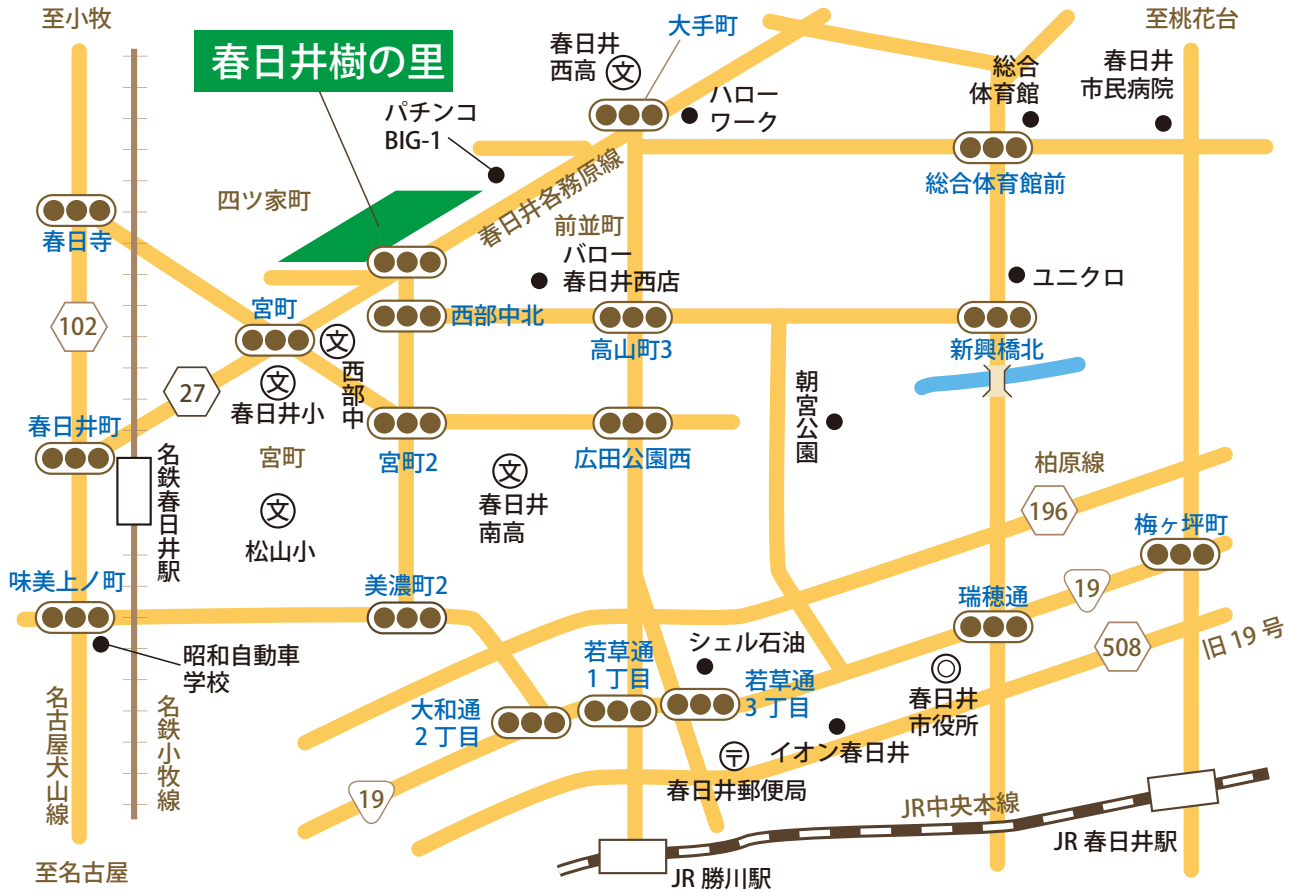 至小牧
春日井樹の里
春日井
西高
文
大手町
至桃花台
総合
体育館
春日井
市民病院
パチンコ
BIG-1
ハロー
ワーク
総合体育館前
四ツ家町
春日井各務原線
前並町
春日寺
バロー
春日井西店
ユニクロ
102
宮町
西部中北
高山町3
新興橋北
文
西部中
27
文
春日井小
朝宮公園
春日井町
宮町
宮町2
広田公園西
名鉄春日井駅
文
春日井
南高
柏原線
196
文
松山小
梅ヶ坪町
味美上ノ町
美濃町2
瑞穂通
19
508
旧19号
昭和自動車
学校
若草通
1丁目
シェル石油
若草通
3丁目
春日井
市役所
名古屋犬山線
名鉄小牧線
大和通
2丁目
イオン春日井
〒
春日井郵便局
19
JR中央本線
JR 春日井駅
至名古屋
JR 勝川駅